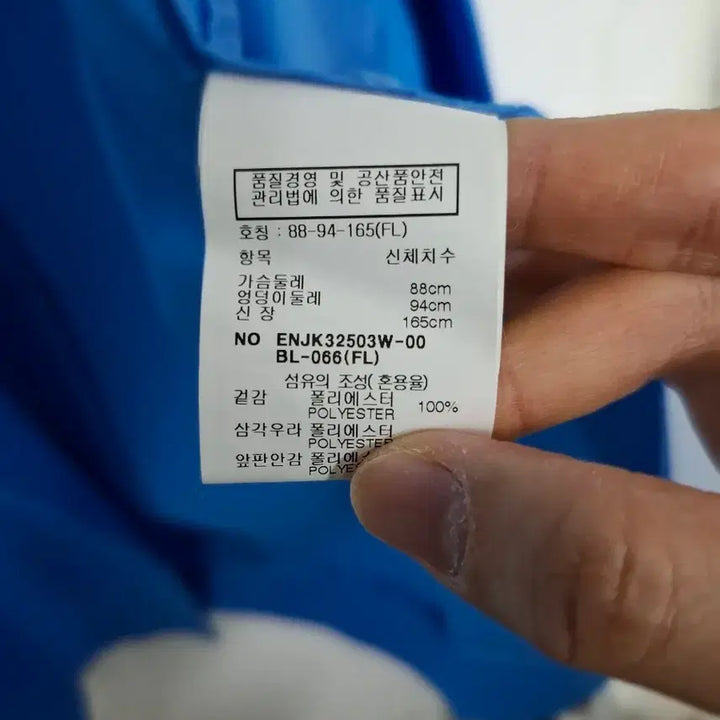 품질경영 및 공산품안전
관리법에 의한 품질표시
호칭 : 88-94-165(FL)
항목 신체치수
가슴둘레 88cm
엉덩이둘레 94cm
신 장 165cm
NO ENJK32503W-00
BL-066(FL)
섬유의 조성(혼용율)
겉감 폴리에스터 100%
POLYESTER
삼각우라 폴리에스터
POLYESTER
앞판안감